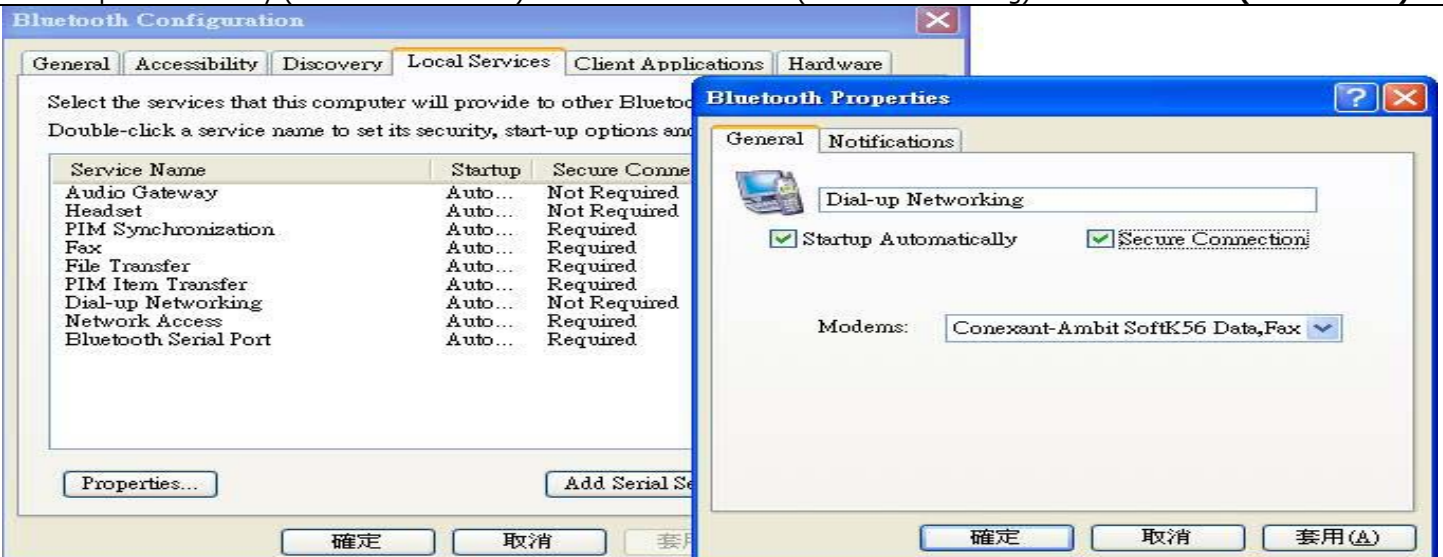 Bluetooth Configuration
General Accessibility Discovery Local Services Client Applications Hardware
Select the services that this computer will provide to other
Double-click a service name to set its security, start-up options
Service Name Startup Secure
Audio Gateway Auto... Not Required
Headset Auto... Not Required
PIM Synchronization Auto... Required
Fax Auto... Required
File Transfer Auto... Required
PIM Item Transfer Auto... Required
Dial-up Networking Auto... Not Required
Network Access Auto... Required
Bluetooth Serial Port Auto... Required
Properties... Add Serial
確定 取消
Bluetooth Properties
General Notifications
Dial-up Networking
Startup Automatically Secure Connection
Modems: Conexant-Ambit SoftK56 Data,Fax
確定 取消 套用(A)